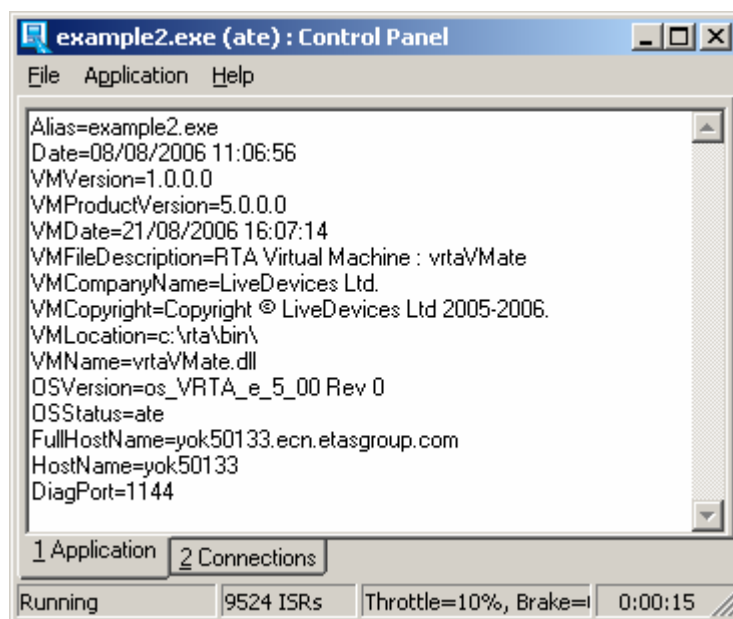 example2.exe (ate) : Control Panel
File Application Help
Alias=example2.exe
Date=08/08/2006 11:06:56
VMVersion=1.0.0.0
VMProductVersion=5.0.0.0
VMDate=21/08/2006 16:07:14
VMFileDescription=RTA Virtual Machine : vrtaVMate
VMCompanyName=LiveDevices Ltd.
VMCopyright=Copyright © LiveDevices Ltd 2005-2006.
VMLocation=c:\rta\bin\
VMName=vrtaVMate.dll
OSVersion=os_VRTA_e_5_00 Rev 0
OSStatus=ate
FullHostName=yok50133.ecn.etasgroup.com
HostName=yok50133
DiagPort=1144
1 Application 2 Connections
Running 9524 ISRs Throttle=10%, Brake= 0:00:15